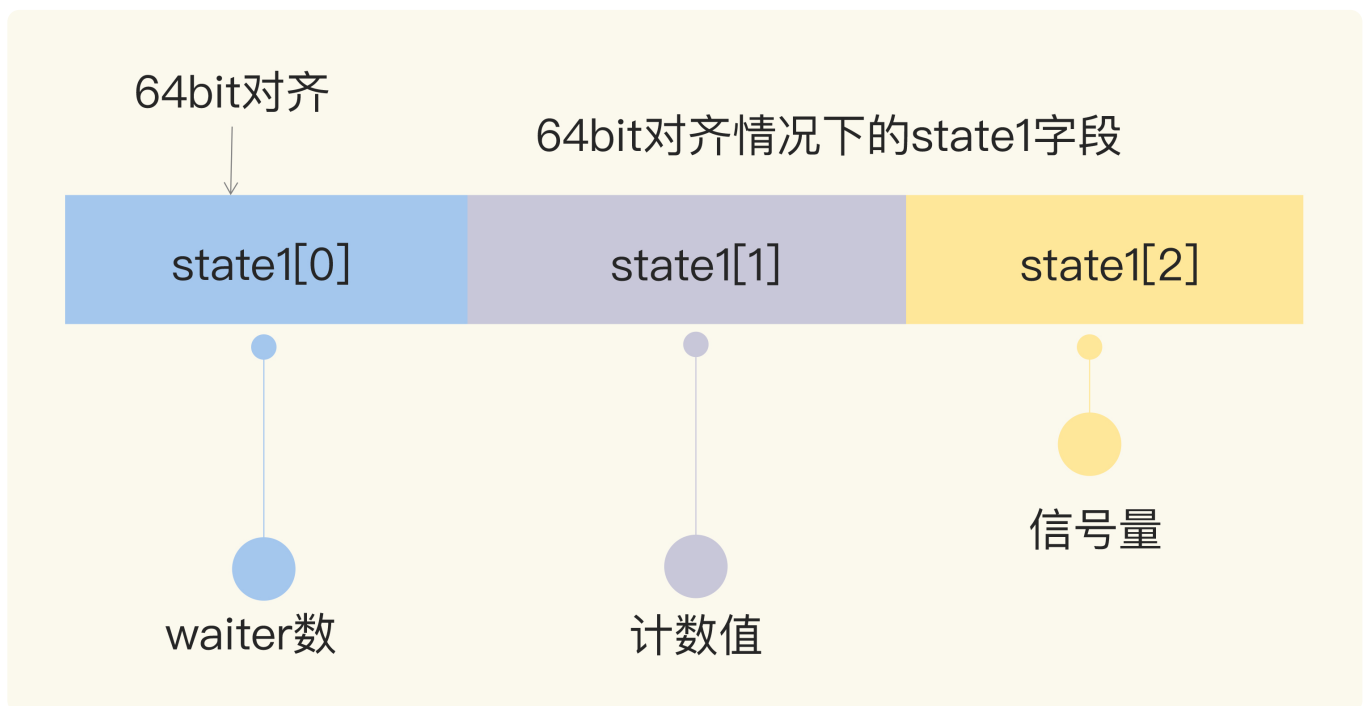 64bit对齐
64bit对齐情况下的state1字段
state1[0]
state1[1]
state1[2]
信号量
waiter数
计数值